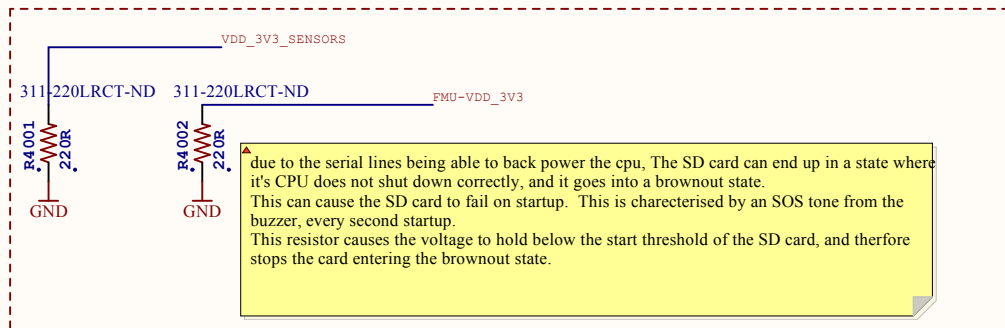 VDD_3V3_SENSORS
311-220LRCT-ND
311-220LRCT-ND
FMU-VDD_3V3
R4001
220R
R4002
220R
GND
GND
due to the serial lines being able to back power the cpu, The SD card can end up in a state where
it's CPU does not shut down correctly, and it goes into a brownout state.
This can cause the SD card to fail on startup.  This is charecterised by an SOS tone from the
buzzer, every second startup.
This resistor causes the voltage to hold below the start threshold of the SD card, and therfore
stops the card entering the brownout state.